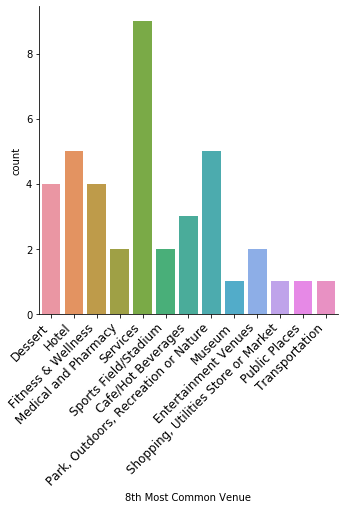 8
6
4
2
0
count
Dessert
Hotel
Fitness & Wellness
Medical and Pharmacy
Services
Sports Field/Stadium
Cafe/Hot Beverages
Park, Outdoors, Recreation or Nature
Museum
Entertainment Venues
Shopping, Utilities Store or Market
Public Places
Transportation
8th Most Common Venue